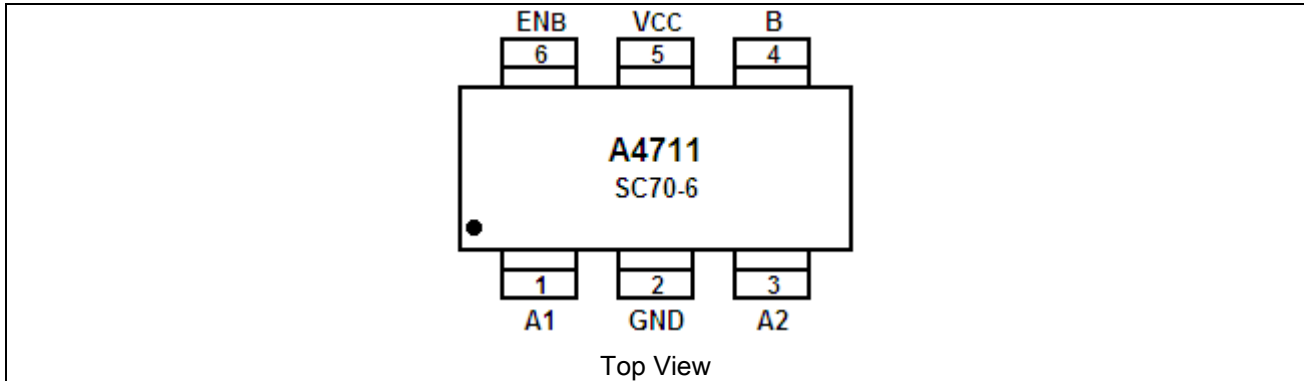 ENB VCC B
6 5 4
A4711
SC70-6
1 2 3
A1 GND A2
Top View